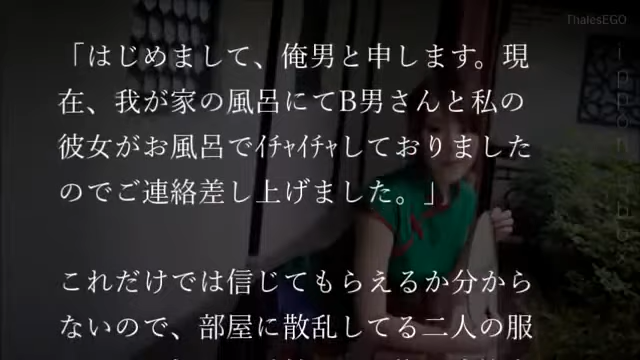 ThalesEGO
「はじめまして、俺男と申します。現
在、我が家の風呂にてB男さんと私の
彼女がお風呂でｲﾁｬｲﾁｬしておりました
のでご連絡差し上げました。」
これだけでは信じてもらえるか分から
ないので、部屋に散乱してる二人の服